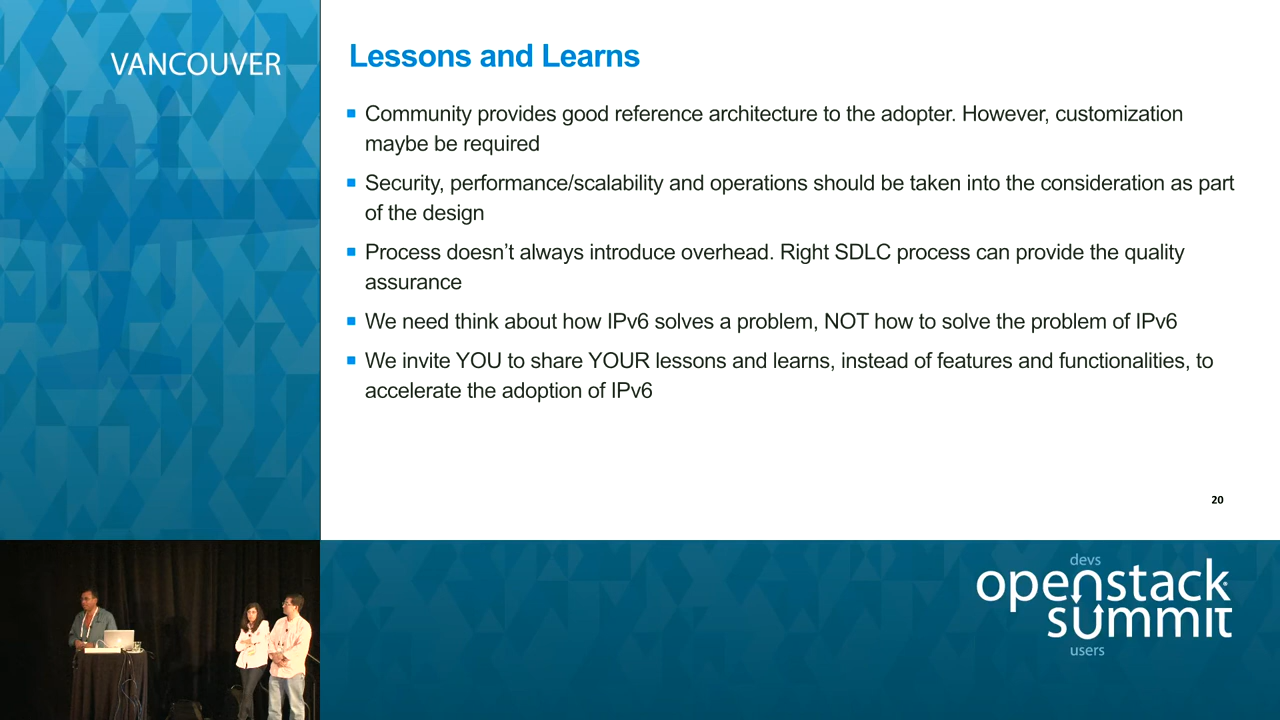 VANCOUVER
Lessons and Learns
Community provides good reference architecture to the adopter. However, customization
maybe be required
Security, performance/scalability and operations should be taken into the consideration as part
of the design
Process doesn’t always introduce overhead. Right SDLC process can provide the quality
assurance
We need think about how IPv6 solves a problem, NOT how to solve the problem of IPv6
We invite YOU to share YOUR lessons and learns, instead of features and functionalities, to
accelerate the adoption of IPv6
20
devs
openstack
summit
users